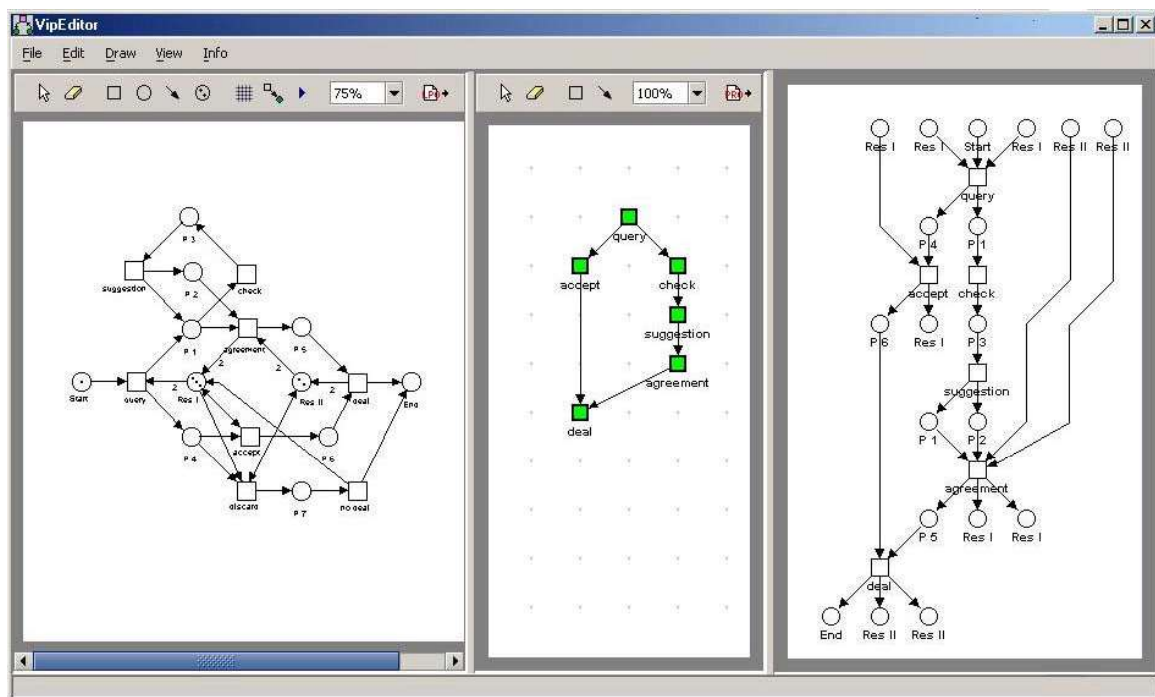 VipEditor
File Edit Draw View Info
75% LPO
P 3
suggestion
P 2
check
P 1
agreement
P 5
2
2
Start
query
2
Res I
Res II
2
deal
End
P 4
accept
P 6
discard
P 7
no deal
100% PRO
query
accept
check
suggestion
agreement
deal
Res I Res I Start Res I Res II Res II
query
P 4 P 1
accept check
P 6 Res I P 3
suggestion
P 1 P 2
agreement
P 5 Res I Res I
deal
End Res II Res II